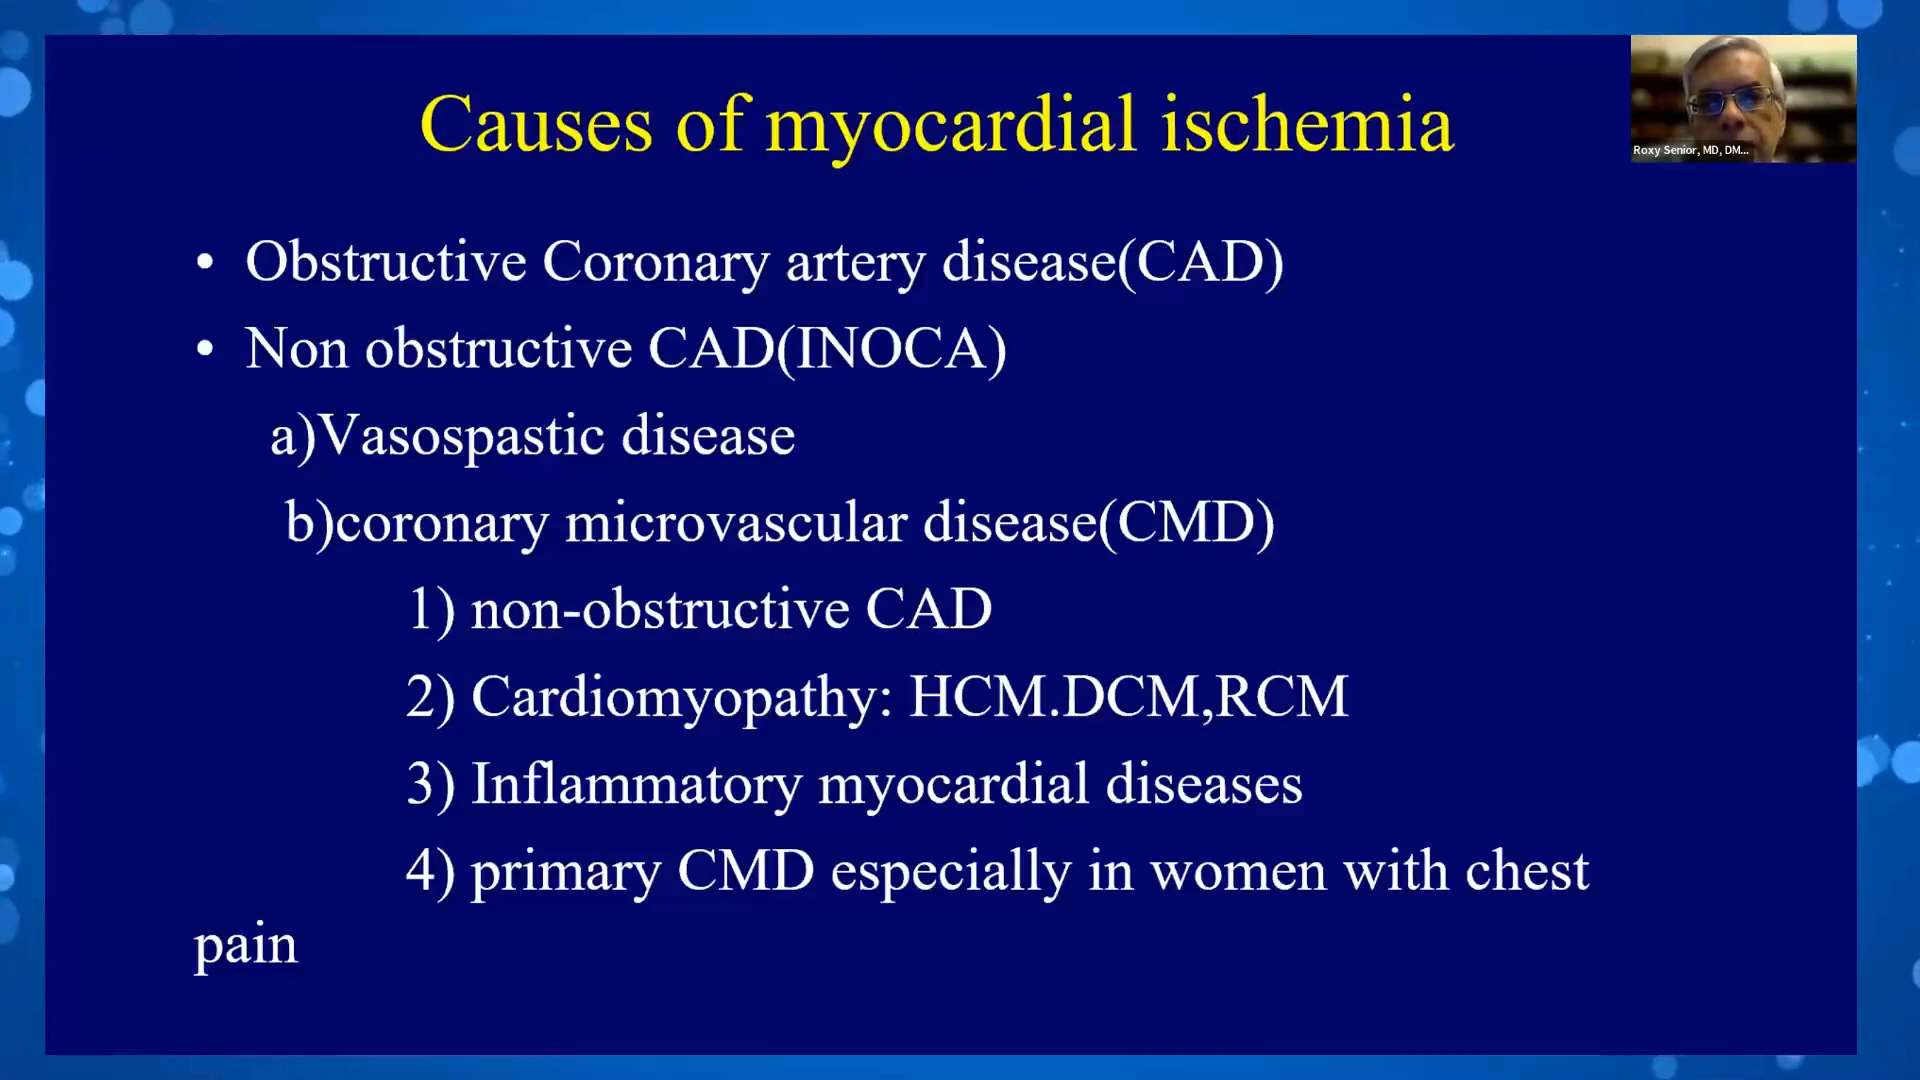 Causes of myocardial ischemia
Roxy Senior, MD, DM...
• Obstructive Coronary artery disease(CAD)
• Non obstructive CAD(INOCA)
a)Vasospastic disease
b)coronary microvascular disease(CMD)
1) non-obstructive CAD
2) Cardiomyopathy: HCM.DCM,RCM
3) Inflammatory myocardial diseases
4) primary CMD especially in women with chest
pain